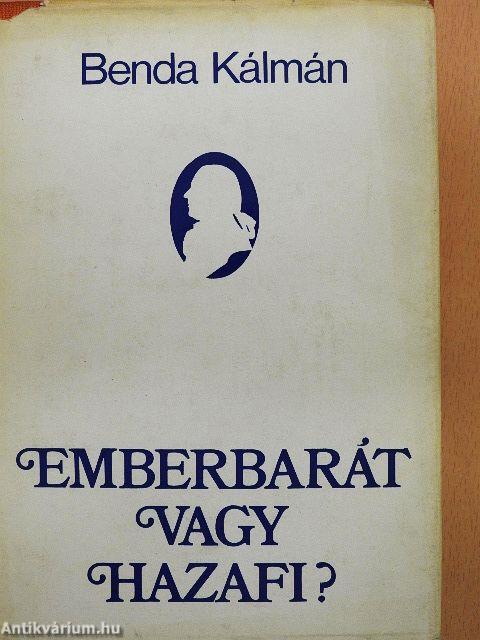 Benda Kálmán
EMBERBARÁT
VAGY
HAZAFI?
Antikvárium.hu